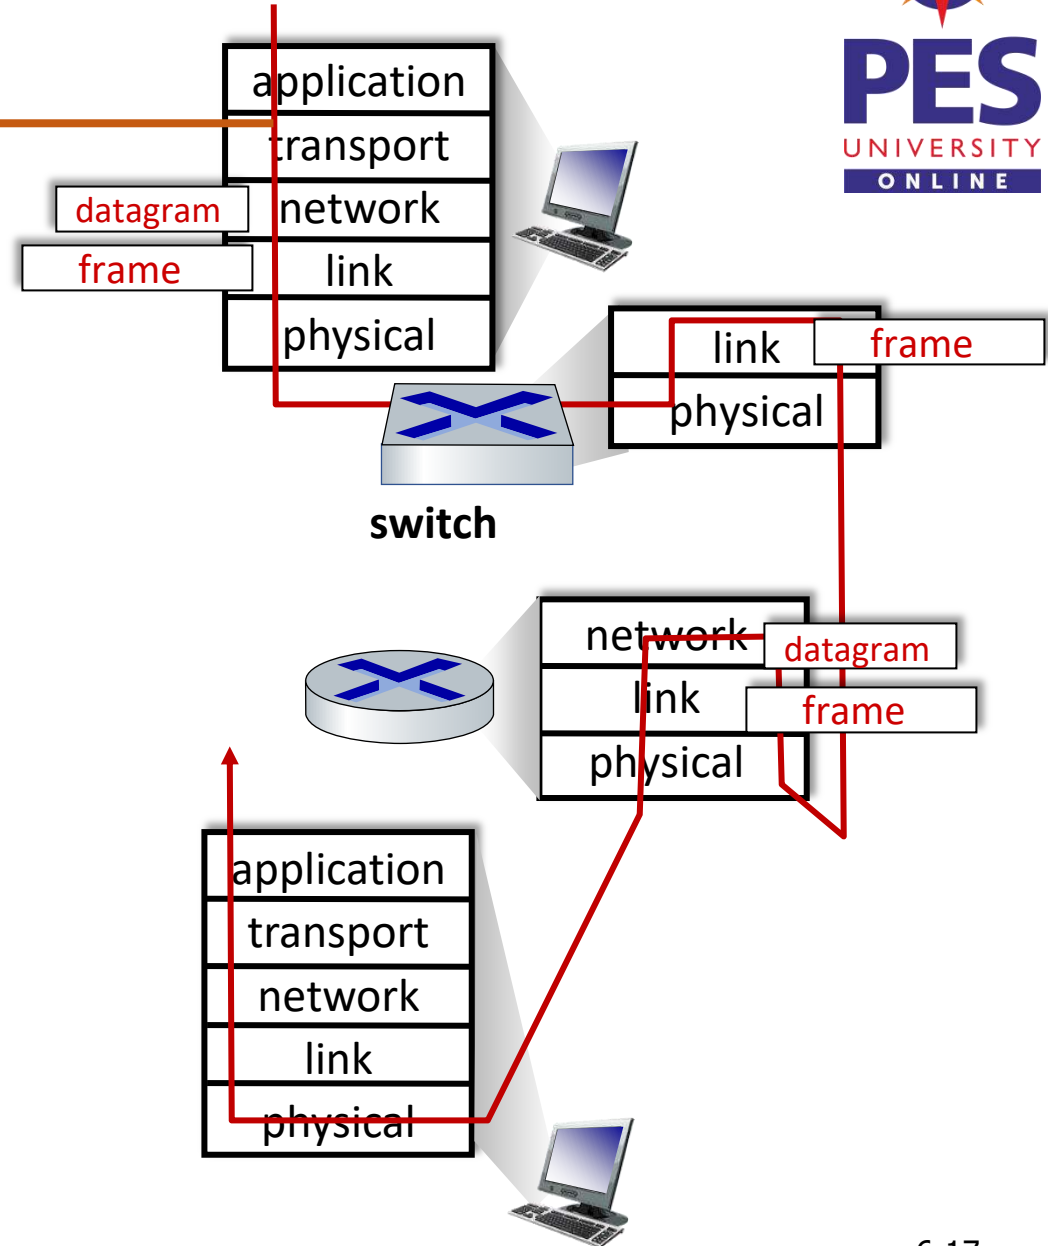 PES
UNIVERSITY
ONLINE
application
transport
datagram network
frame link
physical
link frame
physical
switch
network datagram
link frame
physical
application
transport
network
link
physical